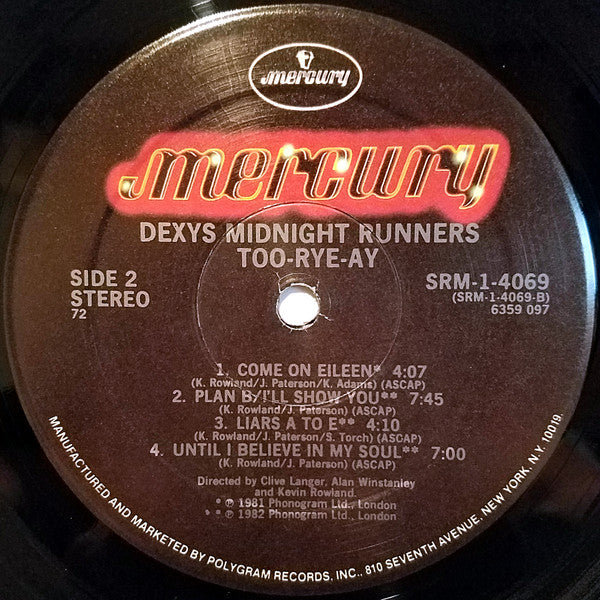 mercury
mercury
DEXYS MIDNIGHT RUNNERS
TOO-RYE-AY
SIDE 2
STEREO
72
SRM-1-4069
(SRM-1-4069-B)
6359 097
1. COME ON EILEEN* 4:07
(K. Rowland/J. Paterson/K. Adams) (ASCAP)
2. PLAN B/I'LL SHOW YOU** 7:45
(K. Rowland/J. Paterson) (ASCAP)
3. LIARS A TO E** 4:10
(K. Rowland/J. Paterson/S. Torch) (ASCAP)
4. UNTIL I BELIEVE IN MY SOUL** 7:00
(K. Rowland) (ASCAP)
Directed by Clive Langer, Alan Winstanley
and Kevin Rowland.
* ℗ 1981 Phonogram Ltd., London
* ℗ 1982 Phonogram Ltd., London
MANUFACTURED AND MARKETED BY POLYGRAM RECORDS, INC., 810 SEVENTH AVENUE, NEW YORK, N.Y. 10019.